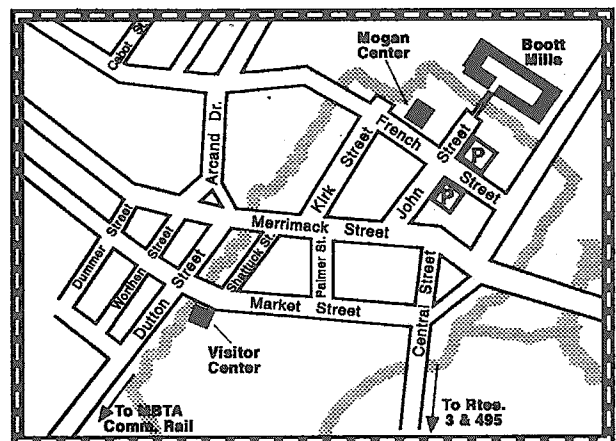 Cabot St.
Mogan
Center
Boott
Mills
Arcand Dr.
French
Street
Kirk Street
John Street
P
P
Merrimack Street
Dummer Street
Worthen Street
Dutton Street
Shattuck St.
Palmer St.
Market Street
Central Street
Visitor
Center
To MBTA
Comm. Rail
To Rtes.
3 & 495